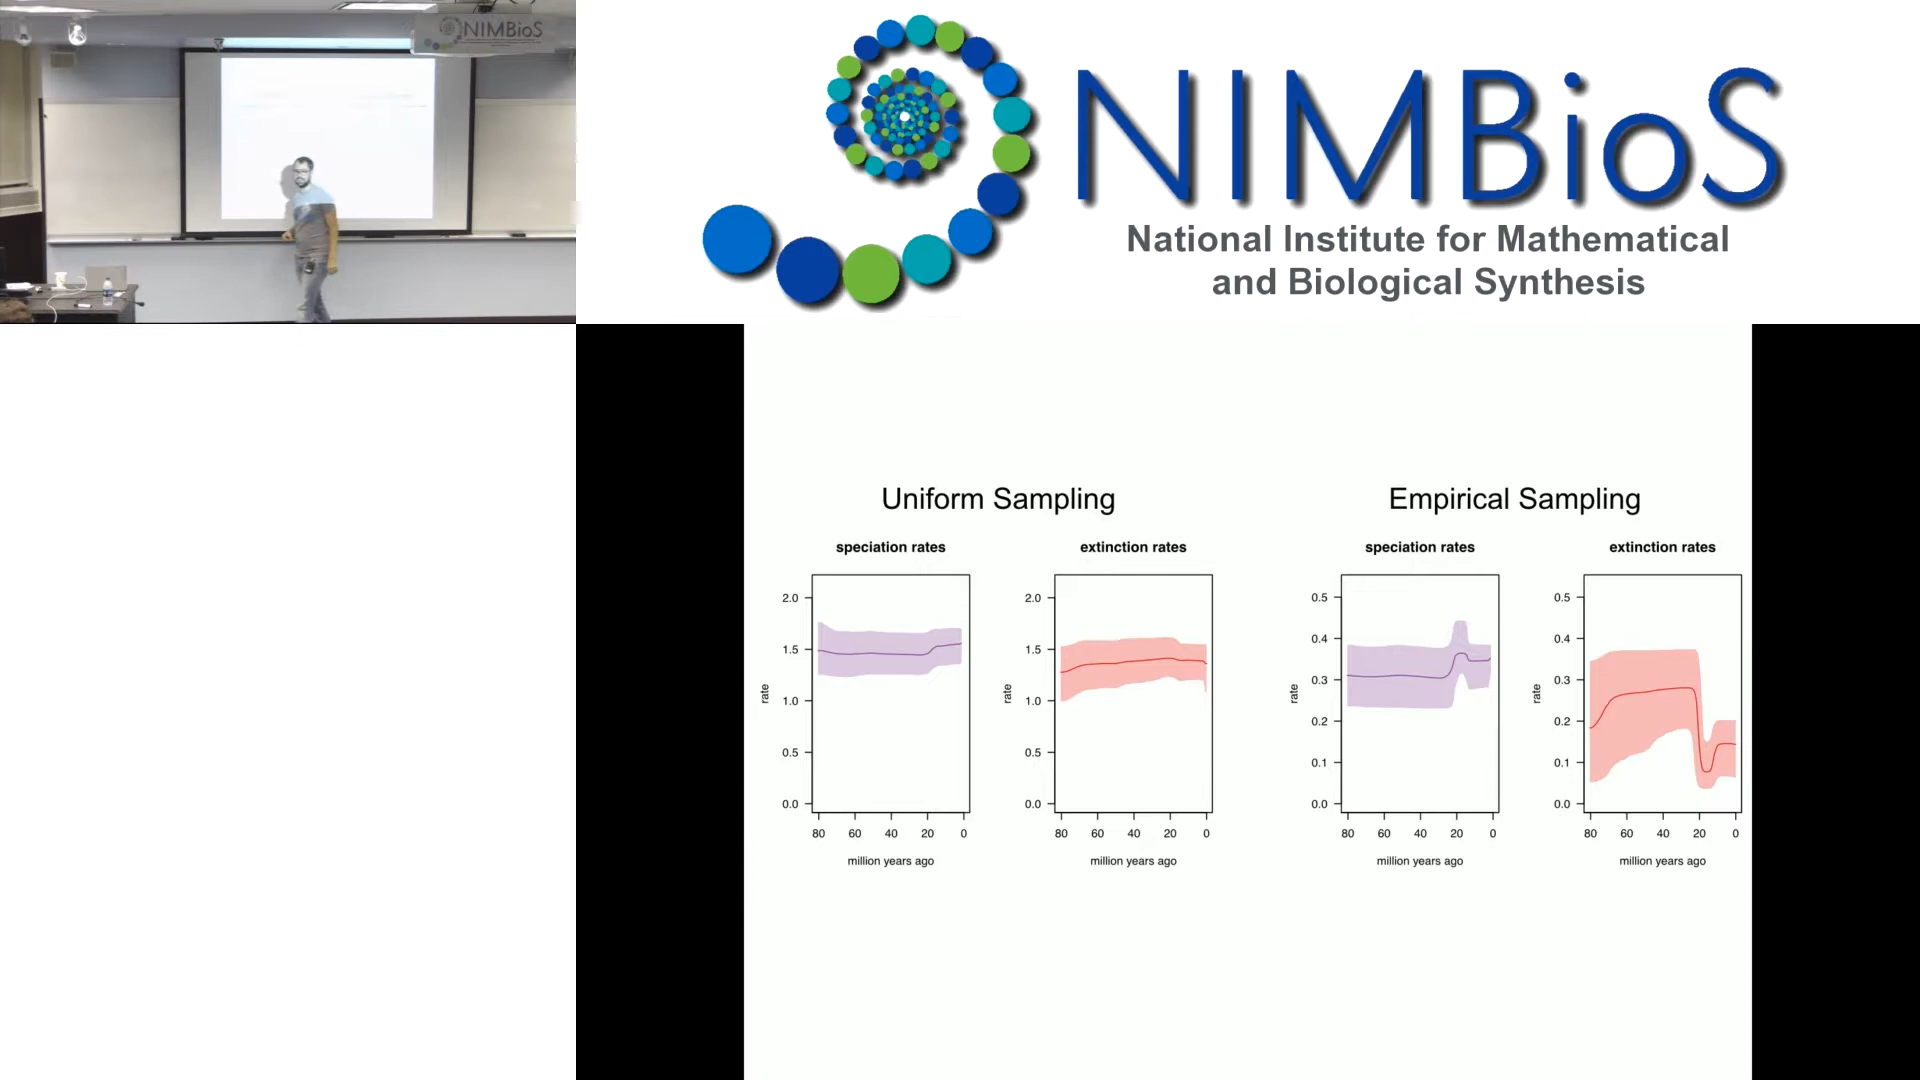 NIMBioS
NIMBioS
National Institute for Mathematical
and Biological Synthesis
Uniform Sampling
Empirical Sampling
speciation rates
extinction rates
speciation rates
extinction rates
2.0
1.5
1.0
0.5
0.0
rate
80 60 40 20 0
million years ago
2.0
1.5
1.0
0.5
0.0
rate
80 60 40 20 0
million years ago
0.5
0.4
0.3
0.2
0.1
0.0
rate
80 60 40 20 0
million years ago
0.5
0.4
0.3
0.2
0.1
0.0
rate
80 60 40 20 0
million years ago